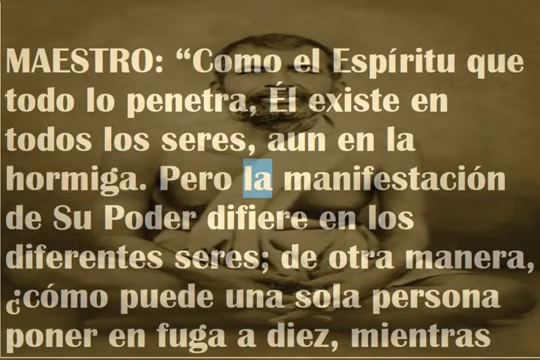 MAESTRO: “Como el Espíritu que
todo lo penetra, Él existe en
todos los seres, aun en la
hormiga. Pero la manifestación
de Su Poder difiere en los
diferentes seres; de otra manera,
¿cómo puede una sola persona
poner en fuga a diez, mientras